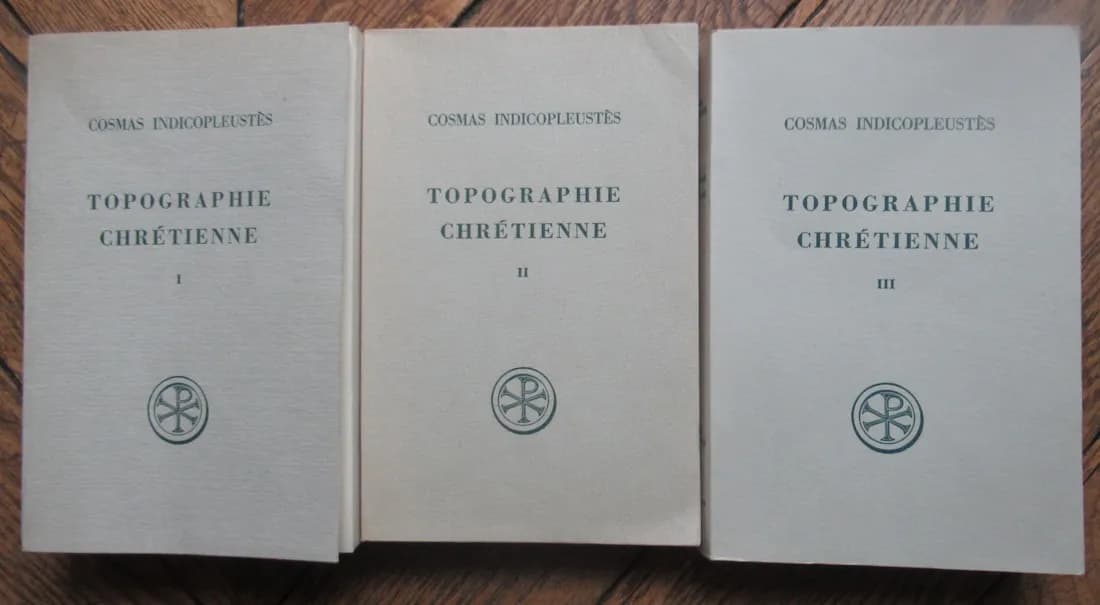 COSMAS INDICOPLEUSTÈS
TOPOGRAPHIE
CHRÉTIENNE
I
COSMAS INDICOPLEUSTÈS
TOPOGRAPHIE
CHRÉTIENNE
II
COSMAS INDICOPLEUSTÈS
TOPOGRAPHIE
CHRÉTIENNE
III